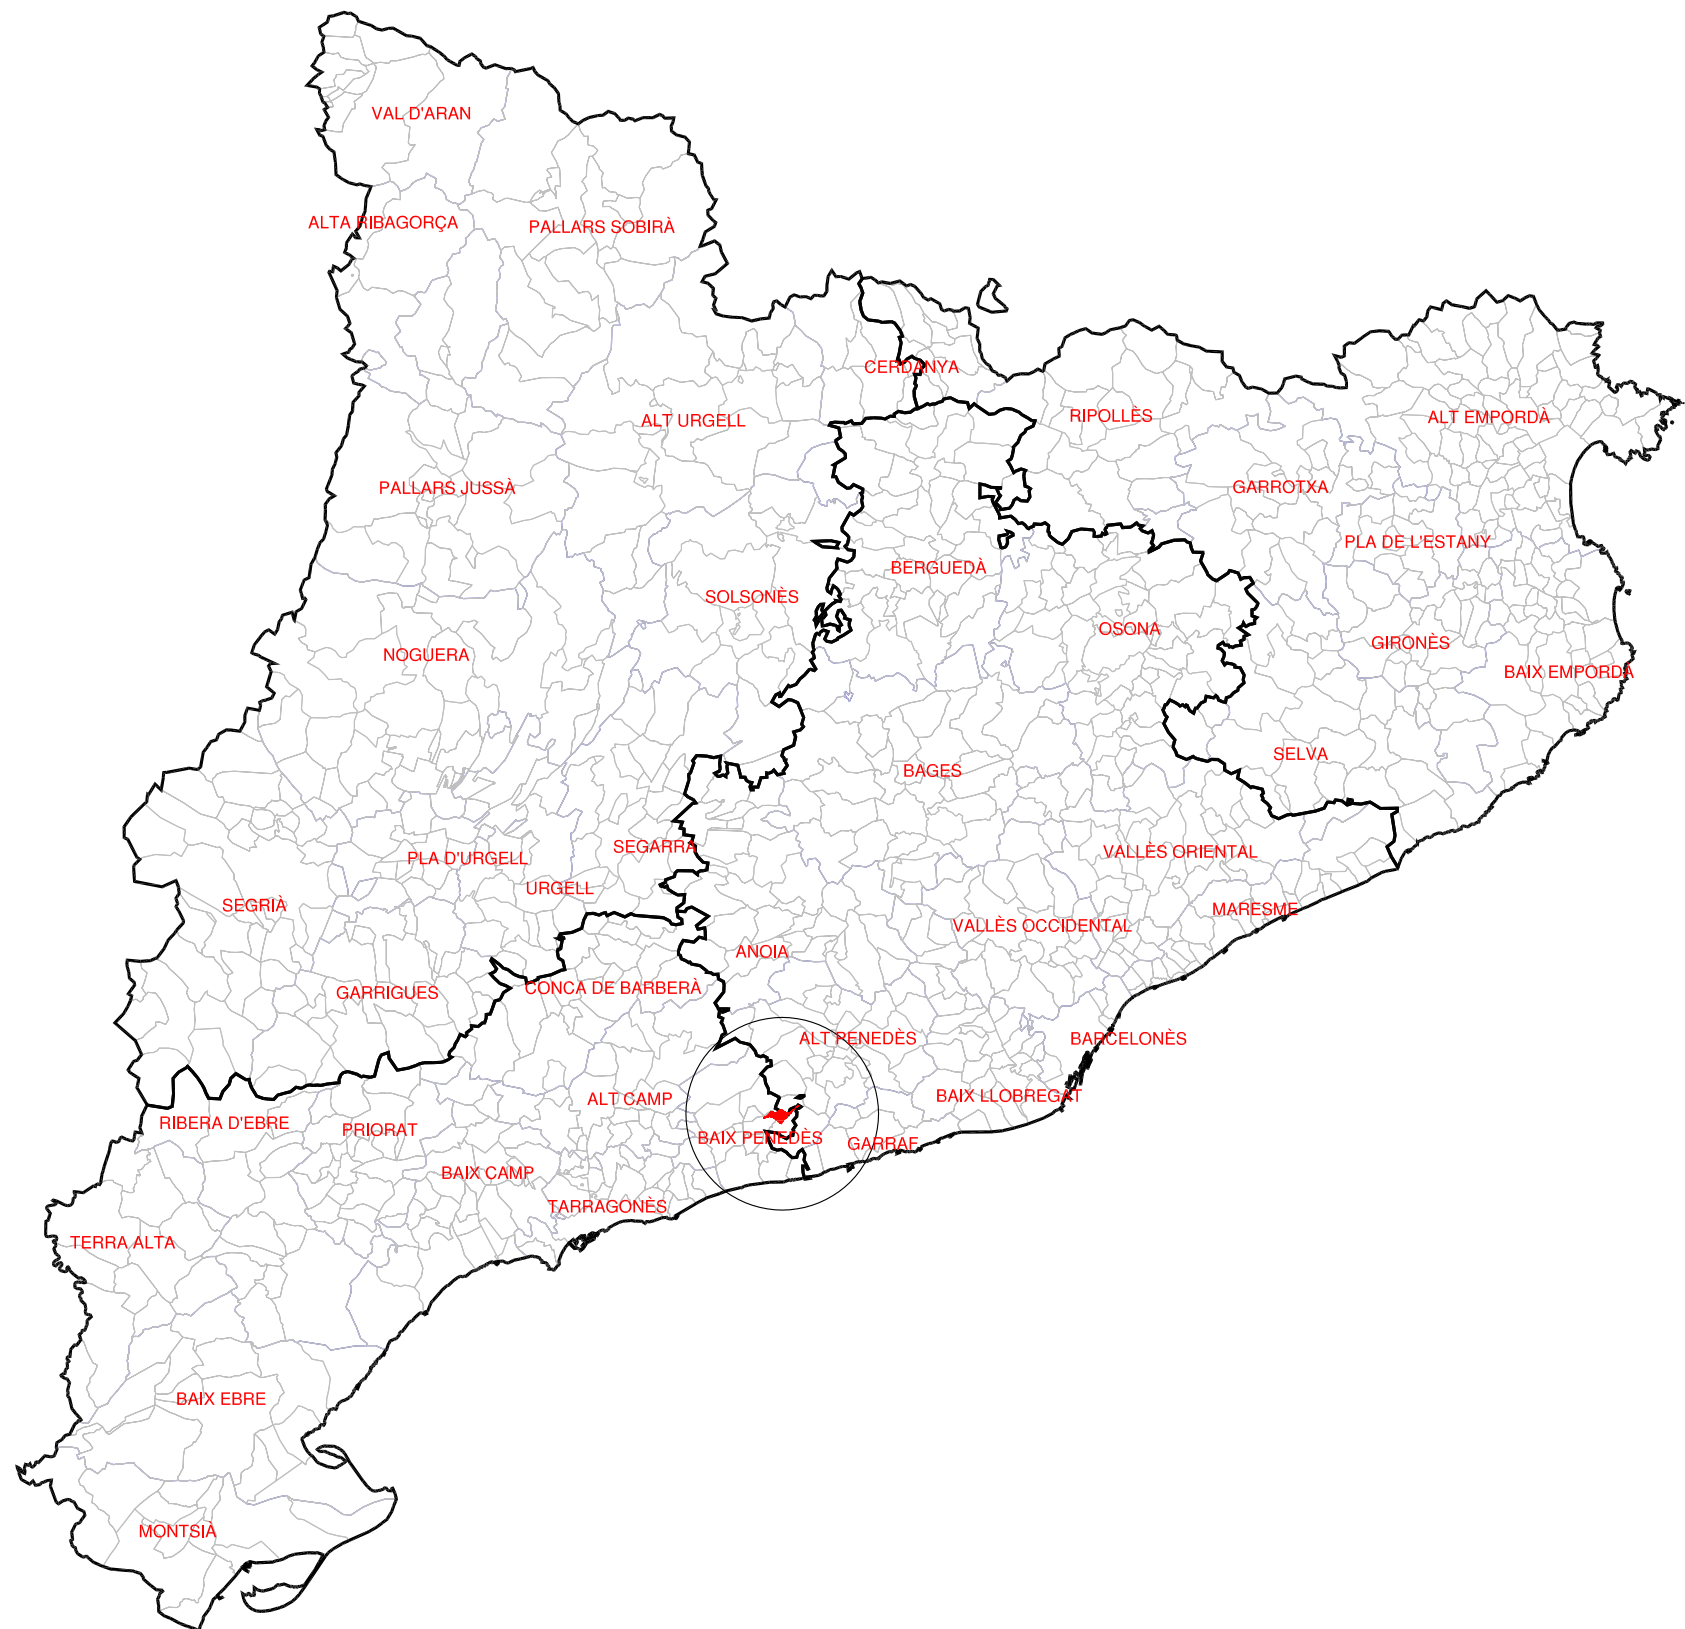 VAL D'ARAN
ALTA RIBAGORÇA
PALLARS SOBIRÀ
CERDANYA
RIPOLLÈS
ALT EMPORDÀ
ALT URGELL
PALLARS JUSSÀ
GARROTXA
PLA DE L'ESTANY
BERGUEDÀ
SOLSONÈS
OSONA
GIRONÈS
NOGUERA
BAIX EMPORDÀ
SELVA
BAGES
SEGARRA
VALLÈS ORIENTAL
PLA D'URGELL
URGELL
SEGRIÀ
MARESME
VALLÈS OCCIDENTAL
ANOIA
CONCA DE BARBERÀ
GARRIGUES
ALT PENEDÈS
BARCELONÈS
BAIX LLOBREGAT
ALT CAMP
RIBERA D'EBRE
PRIORAT
BAIX PENEDÈS
GARRAF
BAIX CAMP
TARRAGONÈS
TERRA ALTA
BAIX EBRE
MONTSIÀ